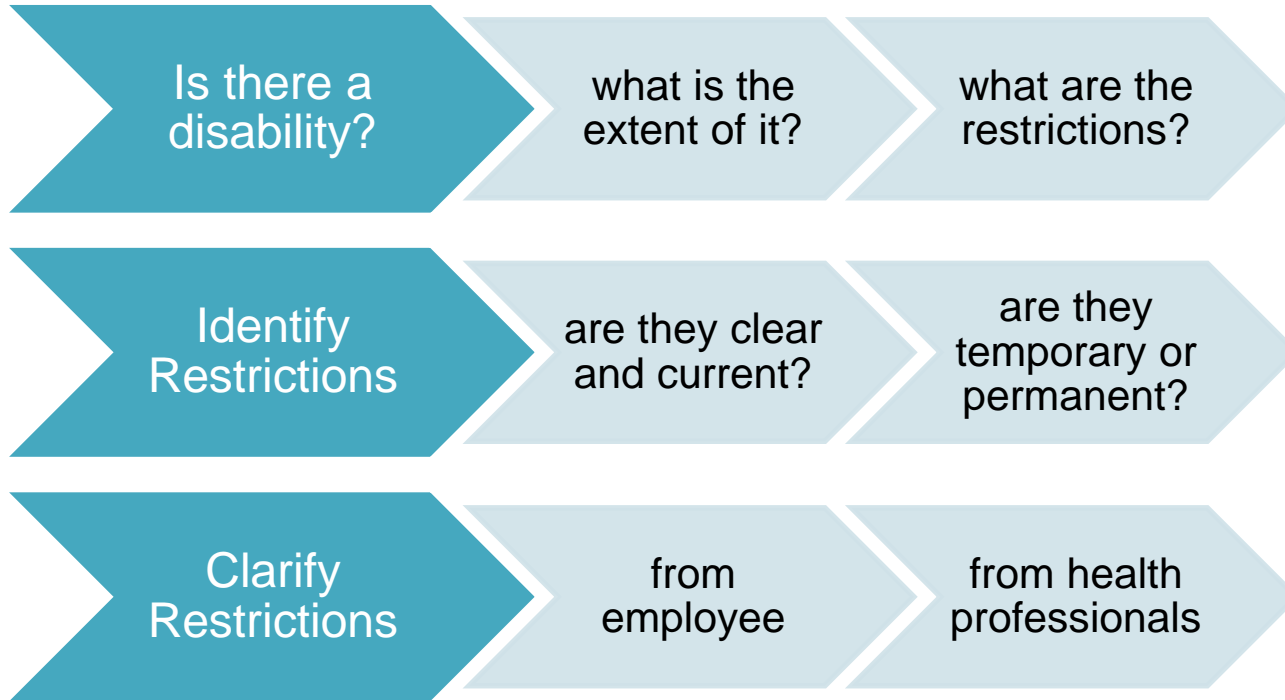 Is there a
disability?
what is the
extent of it?
what are the
restrictions?
Identify
Restrictions
are they clear
and current?
are they
temporary or
permanent?
Clarify
Restrictions
from
employee
from health
professionals